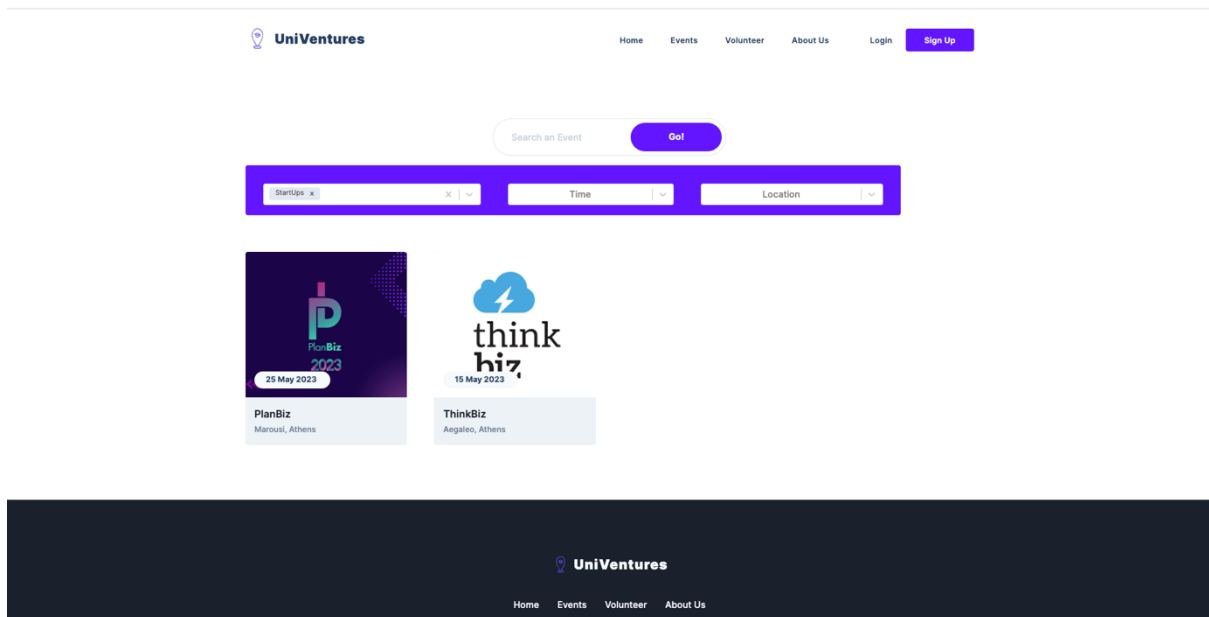 UniVentures
Home Events Volunteer About Us Login Sign Up
Search an Event Go!
StartUps x Time Location
PlanBiz
2023
25 May 2023
think
biz
15 May 2023
PlanBiz
Marousi, Athens
ThinkBiz
Aegaleo, Athens
UniVentures
Home Events Volunteer About Us